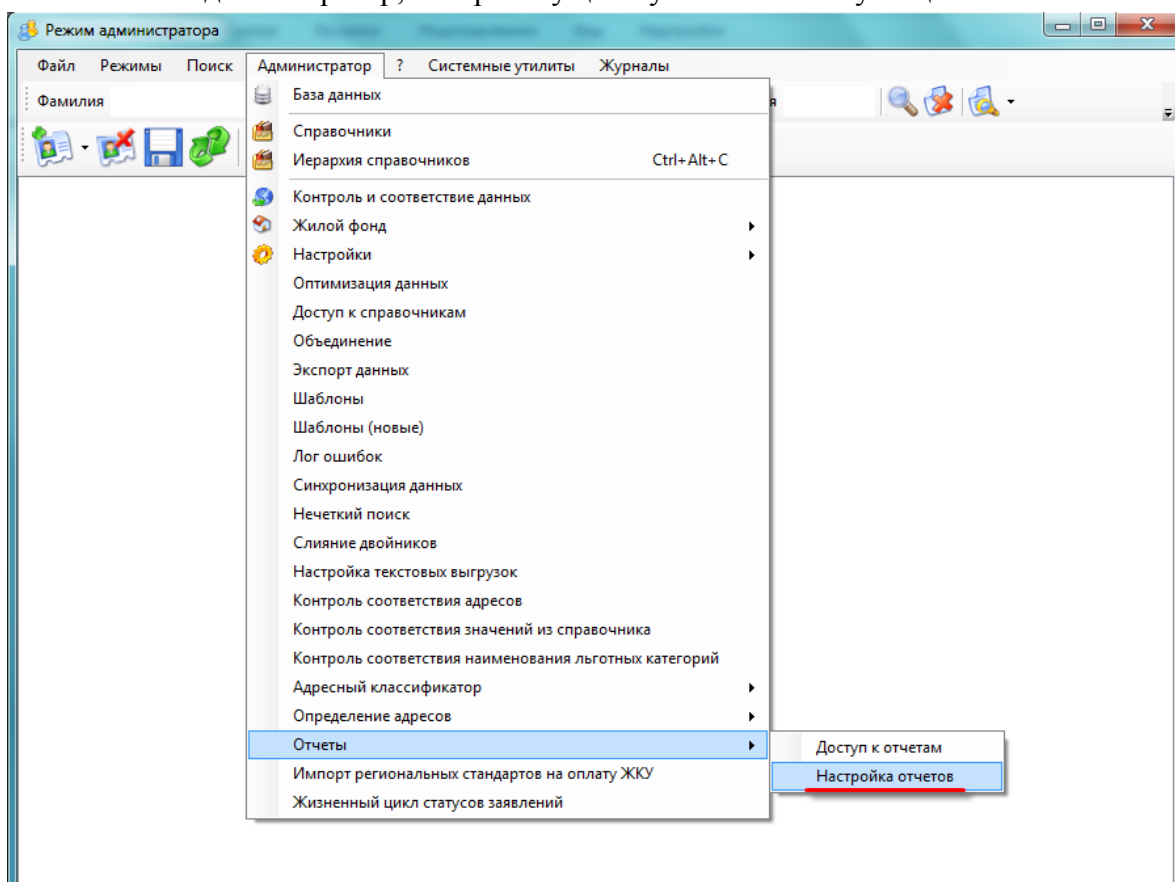 Режим администратора
Файл Режимы Поиск Администратор ? Системные утилиты Журналы
Фамилия
База данных
Справочники
Иерархия справочников Ctrl+Alt+C
Контроль и соответствие данных
Жилой фонд
Настройки
Оптимизация данных
Доступ к справочникам
Объединение
Экспорт данных
Шаблоны
Шаблоны (новые)
Лог ошибок
Синхронизация данных
Нечеткий поиск
Слияние двойников
Настройка текстовых выгрузок
Контроль соответствия адресов
Контроль соответствия значений из справочника
Контроль соответствия наименования льготных категорий
Адресный классификатор
Определение адресов
Отчеты
Доступ к отчетам
Импорт региональных стандартов на оплату ЖКУ
Настройка отчетов
Жизненный цикл статусов заявлений